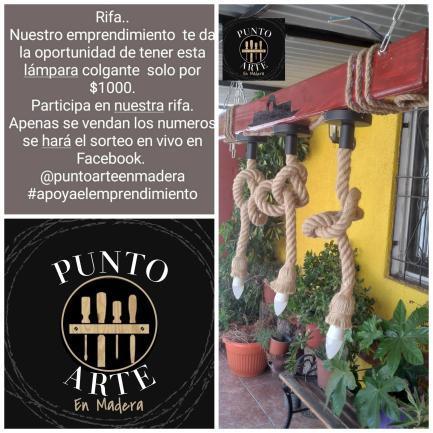 Rifa..
Nuestro emprendimiento te da
la oportunidad de tener esta
lámpara colgante solo por
$1000.
Participa en nuestra rifa.
Apenas se vendan los numeros
se hará el sorteo en vivo en
Facebook.
@puntoarteenmadera
#apoyaelemprendimiento
PUNTO
ARTE
En Madera
PUNTO
ARTE
En Madera